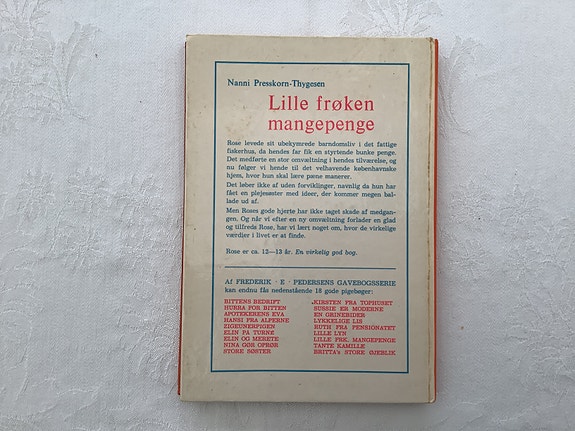 Nanni Presskorn-Thygesen
Lille frøken
mangepenge
Rose levede sit ubekymrede barndomsliv i det fattige
fiskerhus, da hendes far fik en styrtende bunke penge.
Det medførte en stor omvæltning i hendes tilværelse, og
nu følger vi hende til det velhavende københavnske
hjem, hvor hun skal lære pæne manerer.
Det løber ikke af uden forviklinger, navnlig da hun har
fået en plejesøster med ideer, der kommer megen bal-
lade ud af.
Men Roses gode hjerte har ikke taget skade af medgan-
gen. Og når vi efter en ny omvæltning forlader en glad
og tilfreds Rose, har vi lært noget om, hvor de virkelige
værdier i livet er at finde.
Rose er ca. 12—13 år. En virkelig god bog.
Af FREDERIK · E · PEDERSENS GAVEBOGSSERIE
kan endnu fås nedenstående 18 gode pigebøger:
BITTENS BEDRIFT
HURRA FOR BITTEN
APOTEKERENS EVA
HANSI FRA ALPERNE
ZIGEUNERPIGEN
ELIN PÅ TURNE
ELIN OG MERETE
NINA GØR OPRØR
STORE SØSTER
KIRSTEN FRA TOPHUSET
SUSSIE ER MODERNE
EN GRINEBIDER
LYKKELIGE LIS
RUTH FRA PENSIONATET
LILLE LYN
LILLE FRK. MANGEPENGE
TANTE KAMILLE
BRITTA's STORE ØJEBLIK